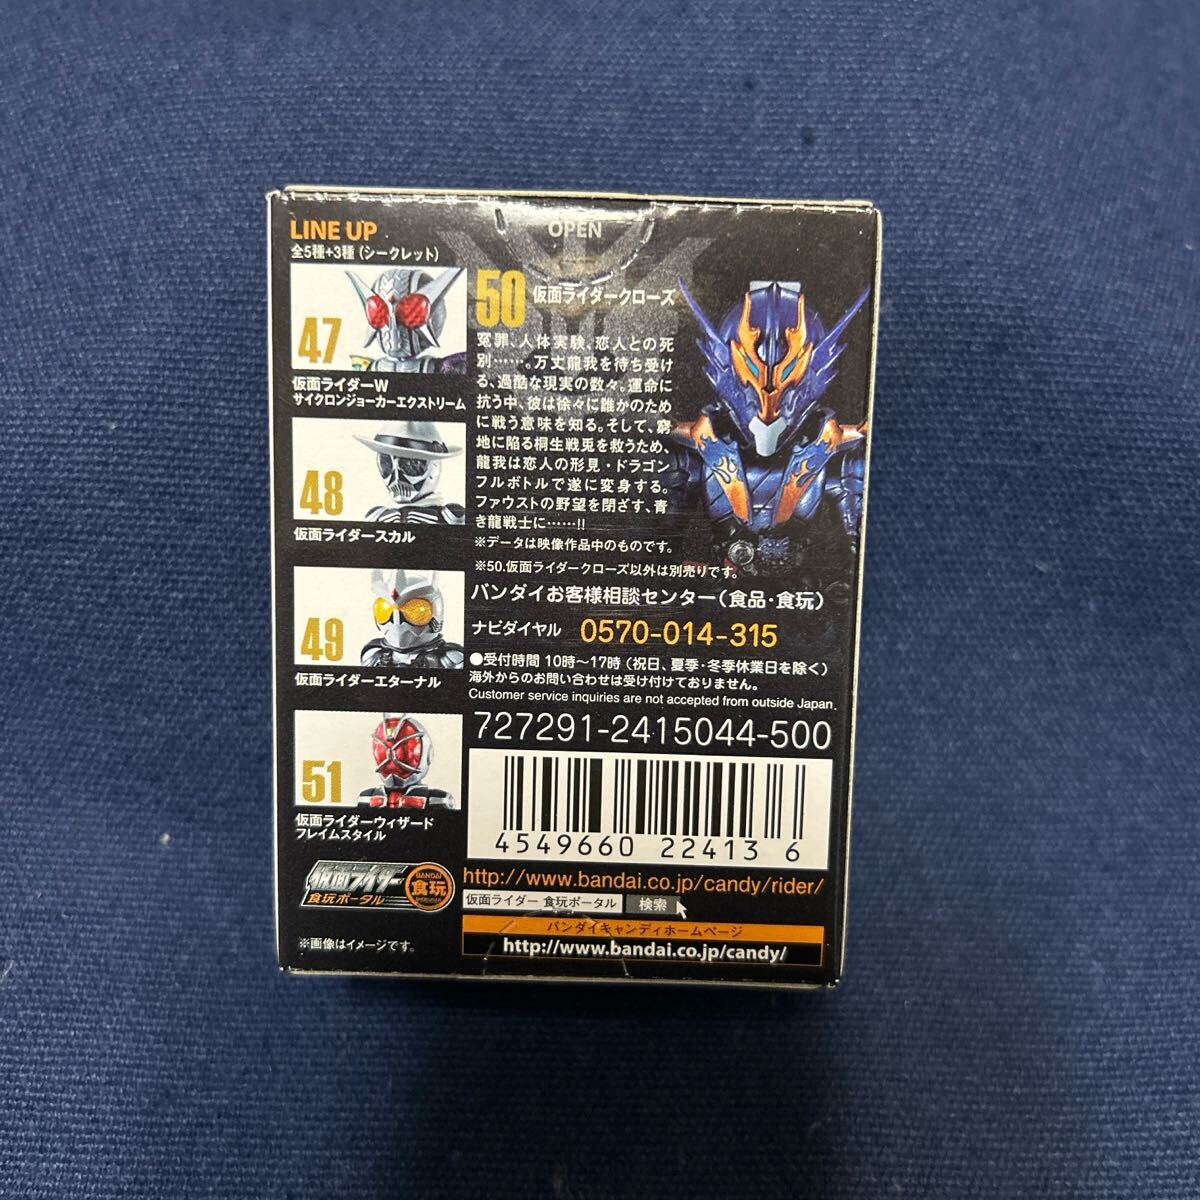 LINE UP
全5種+3種（シークレット）
OPEN
47
仮面ライダーW
サイクロンジョーカーエクストリーム
48
仮面ライダースカル
49
仮面ライダーエターナル
51
仮面ライダーウィザード
フレイムスタイル
仮面ライダー
食玩ポータル
BANDAI
食玩
※画像はイメージです。
50 仮面ライダークローズ
冤罪、人体実験、恋人との死
別……。万丈龍我を待ち受け
る、過酷な現実の数々。運命に
抗う中、彼は徐々に誰かのため
に戦う意味を知る。そして、窮
地に陥る桐生戦兎を救うため、
龍我は恋人の形見・ドラゴン
フルボトルで遂に変身する。
ファウストの野望を閉ざす、青
き龍戦士に……!!
※データは映像作品中のものです。
※50.仮面ライダークローズ以外は別売りです。
バンダイお客様相談センター（食品・食玩）
ナビダイヤル 0570-014-315
●受付時間 10時〜17時（祝日、夏季・冬季休業日を除く）
海外からのお問い合わせは受け付けておりません。
Customer service inquiries are not accepted from outside Japan.
727291-2415044-500
4549660 22413 6
http://www.bandai.co.jp/candy/rider/
仮面ライダー 食玩ポータル 検索
バンダイキャンディホームページ
http://www.bandai.co.jp/candy/